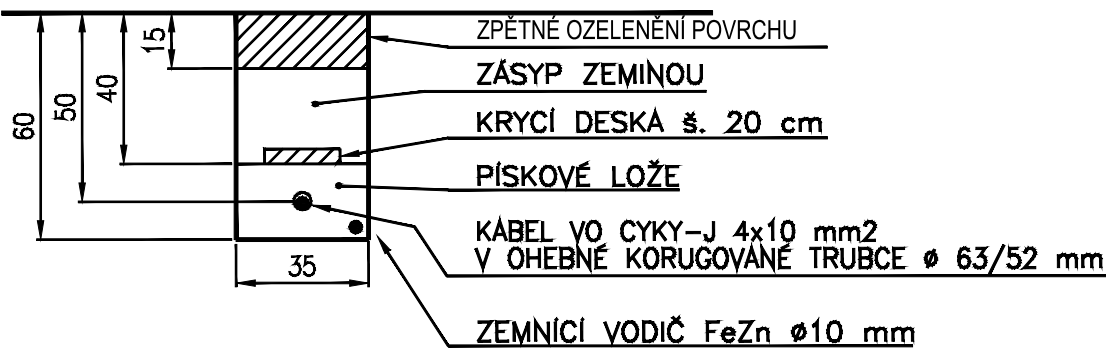 ZPĚTNÉ OZELENĚNÍ POVRCHU
15
ZÁSYP ZEMINOU
40
50
60
KRYCÍ DESKA š. 20 cm
PÍSKOVÉ LOŽE
KABEL VO CYKY-J 4x10 mm2
V OHEBNÉ KORUGOVANÉ TRUBCE ø 63/52 mm
35
ZEMNÍCÍ VODIČ FeZn ø10 mm